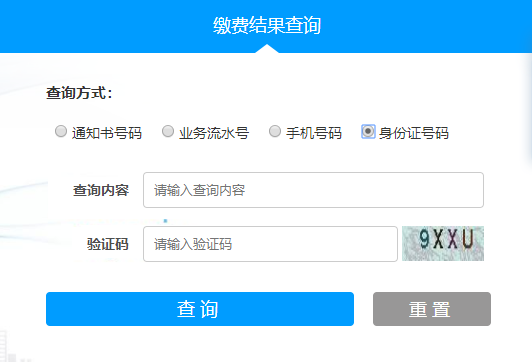 缴费结果查询
查询方式：
通知书号码 业务流水号 手机号码 身份证号码
查询内容 请输入查询内容
验证码 请输入验证码 9XXU
查 询 重 置